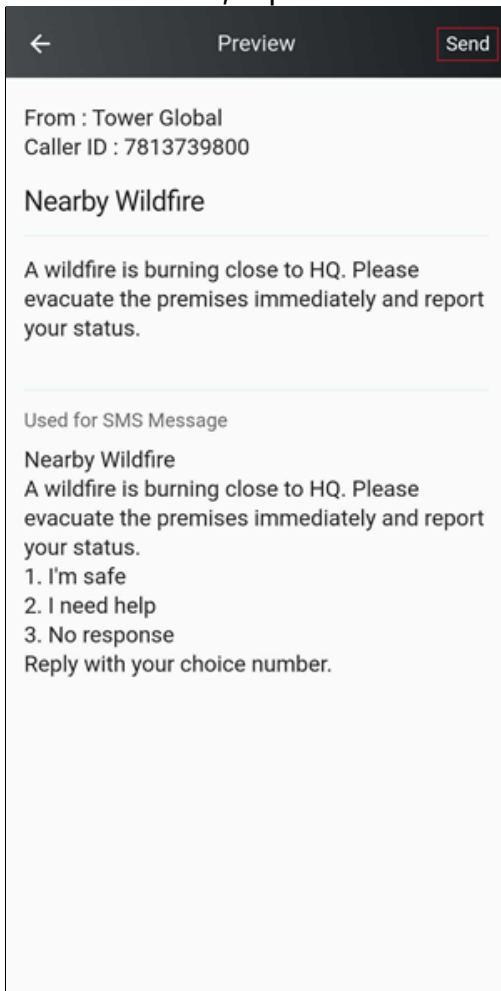 Preview
Send
From : Tower Global
Caller ID : 7813739800
Nearby Wildfire
A wildfire is burning close to HQ. Please
evacuate the premises immediately and report
your status.
Used for SMS Message
Nearby Wildfire
A wildfire is burning close to HQ. Please
evacuate the premises immediately and report
your status.
1. I'm safe
2. I need help
3. No response
Reply with your choice number.